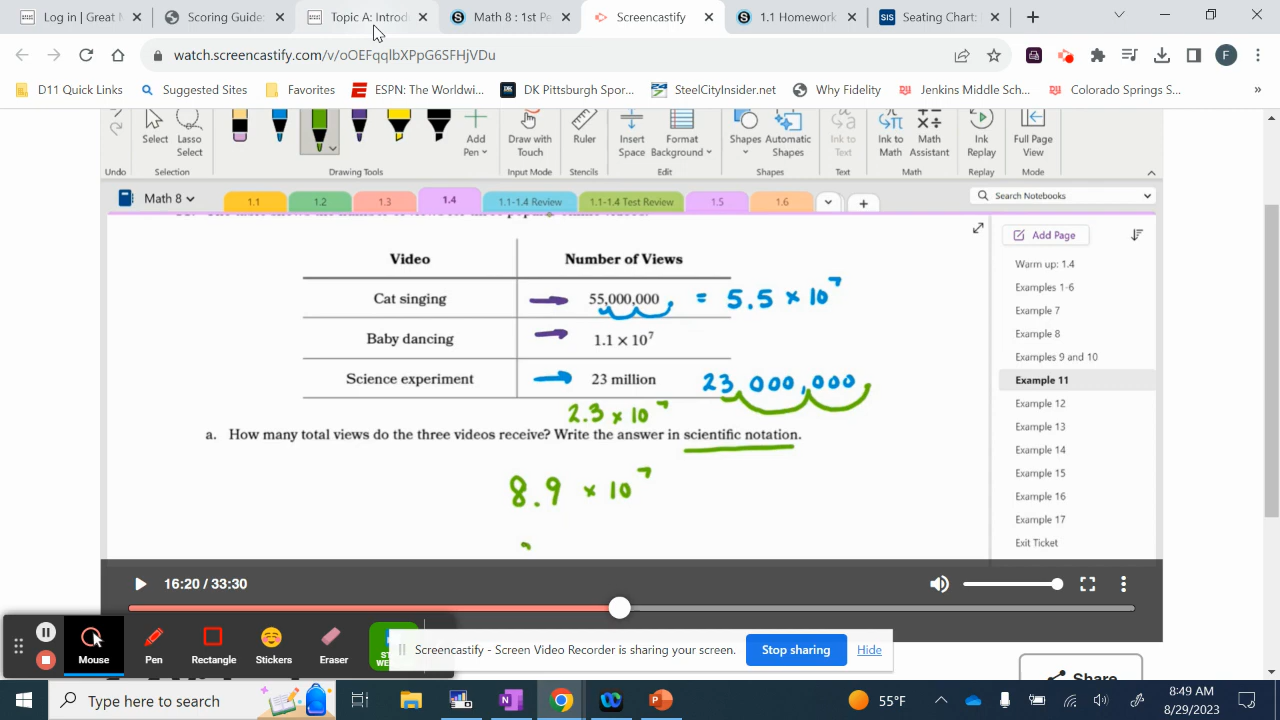 Log in | Great
Scoring Guide:
Topic A: Introd
Math 8 : 1st Pe
Screencastify
1.1 Homework
Seating Chart:
watch.screencastify.com/v/oOEFqqlbXPpG6SFHjVDu
F
D11 Quick Links
Suggested Sites
Favorites
ESPN: The Worldwi...
DK Pittsburgh Spor...
SteelCityInsider.net
Why Fidelity
Jenkins Middle Sch...
Colorado Springs S...
Select
Lasso Select
Add Pen
Draw with Touch
Ruler
Insert Space
Format Background
Shapes
Automatic Shapes
Ink to Text
Ink to Math
Math Assistant
Ink Replay
Full Page View
Undo
Selection
Drawing Tools
Input Mode
Stencils
Edit
Shapes
Text
Math
Replay
Mode
Math 8
1.1
1.2
1.3
1.4
1.1-1.4 Review
1.1-1.4 Test Review
1.5
1.6
Search Notebooks
Video Number of Views
Cat singing 55,000,000 = 5.5 × 10⁷
Baby dancing 1.1 × 10⁷
Science experiment 23 million 23,000,000
2.3 × 10⁷
a. How many total views do the three videos receive? Write the answer in scientific notation.
8.9 × 10⁷
Add Page
Warm up: 1.4
Examples 1-6
Example 7
Example 8
Examples 9 and 10
Example 11
Example 12
Example 13
Example 14
Example 15
Example 16
Example 17
Exit Ticket
16:20 / 33:30
Mouse
Pen
Rectangle
Stickers
Eraser
Screencastify - Screen Video Recorder is sharing your screen.
Stop sharing
Hide
Share
Type here to search
55°F
8:49 AM
8/29/2023